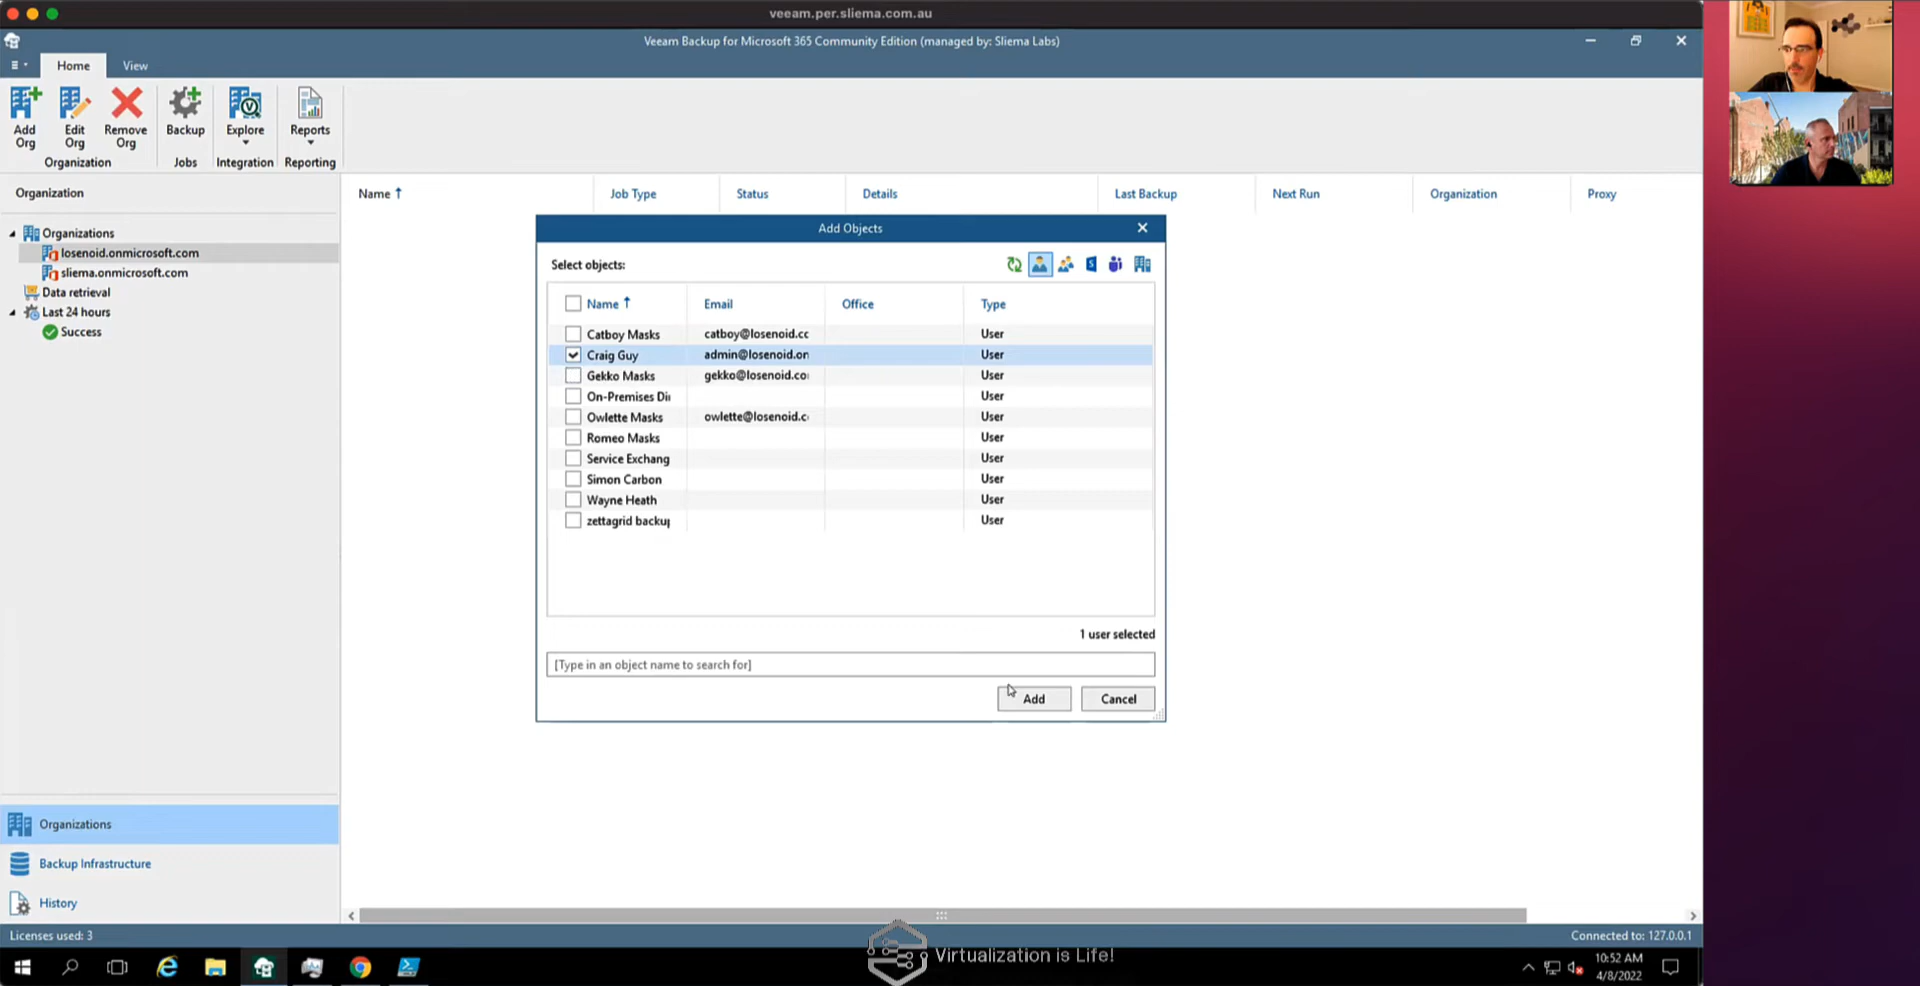 veeam.per.sliema.com.au
Veeam Backup for Microsoft 365 Community Edition (managed by: Sliema Labs)
Home View
Add Org Edit Org Remove Org Backup Explore Reports
Organization Jobs Integration Reporting
Organization
Organizations
losenoid.onmicrosoft.com
sliema.onmicrosoft.com
Data retrieval
Last 24 hours
Success
Name Job Type Status Details Last Backup Next Run Organization Proxy
Add Objects
Select objects:
Name Email Office Type
Catboy Masks catboy@losenoid.cc User
Craig Guy admin@losenoid.on User
Gekko Masks gekko@losenoid.co User
On-Premises Di User
Owlette Masks owlette@losenoid.c User
Romeo Masks User
Service Exchang User
Simon Carbon User
Wayne Heath User
zettagrid backup User
1 user selected
[Type in an object name to search for]
Add Cancel
Organizations
Backup Infrastructure
History
Licenses used: 3
Connected to: 127.0.0.1
Virtualization is Life!
10:52 AM
4/8/2022